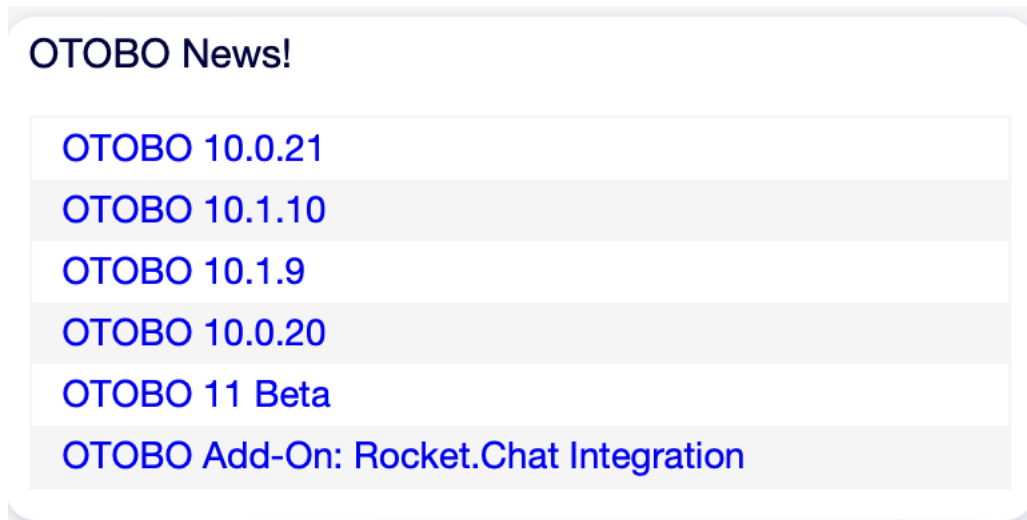 OTOBO News!
OTOBO 10.0.21
OTOBO 10.1.10
OTOBO 10.1.9
OTOBO 10.0.20
OTOBO 11 Beta
OTOBO Add-On: Rocket.Chat Integration